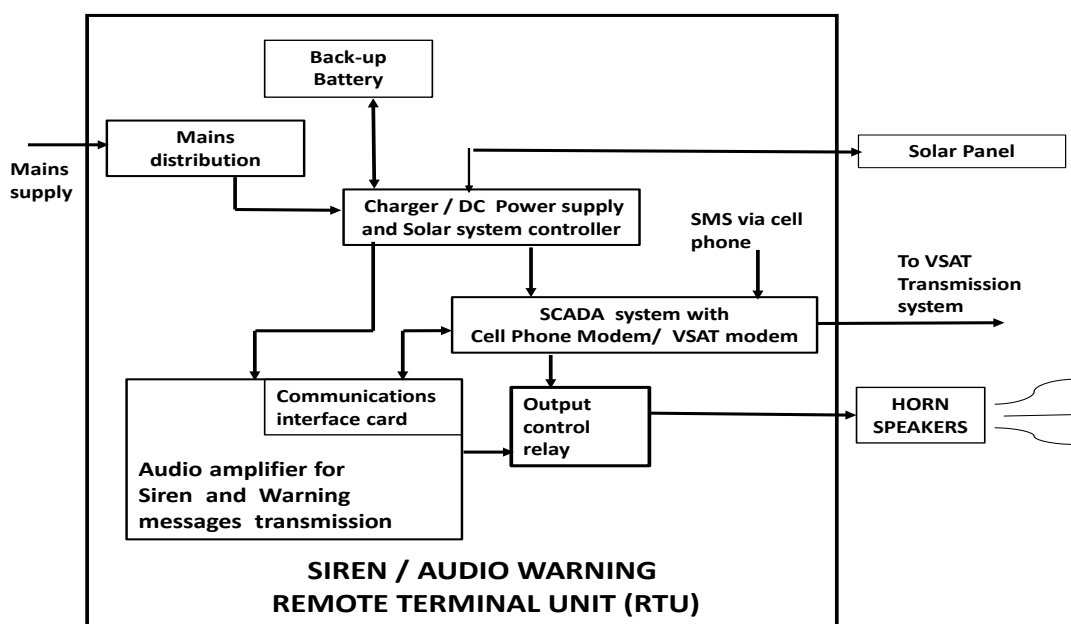 Back-up
Battery
Mains
distribution
Mains
supply
Solar Panel
Charger / DC Power supply
and Solar system controller
SMS via cell
phone
To VSAT
Transmission
system
SCADA system with
Cell Phone Modem/ VSAT modem
Communications
interface card
Output
control
relay
HORN
SPEAKERS
Audio amplifier for
Siren and Warning
messages transmission
SIREN / AUDIO WARNING
REMOTE TERMINAL UNIT (RTU)